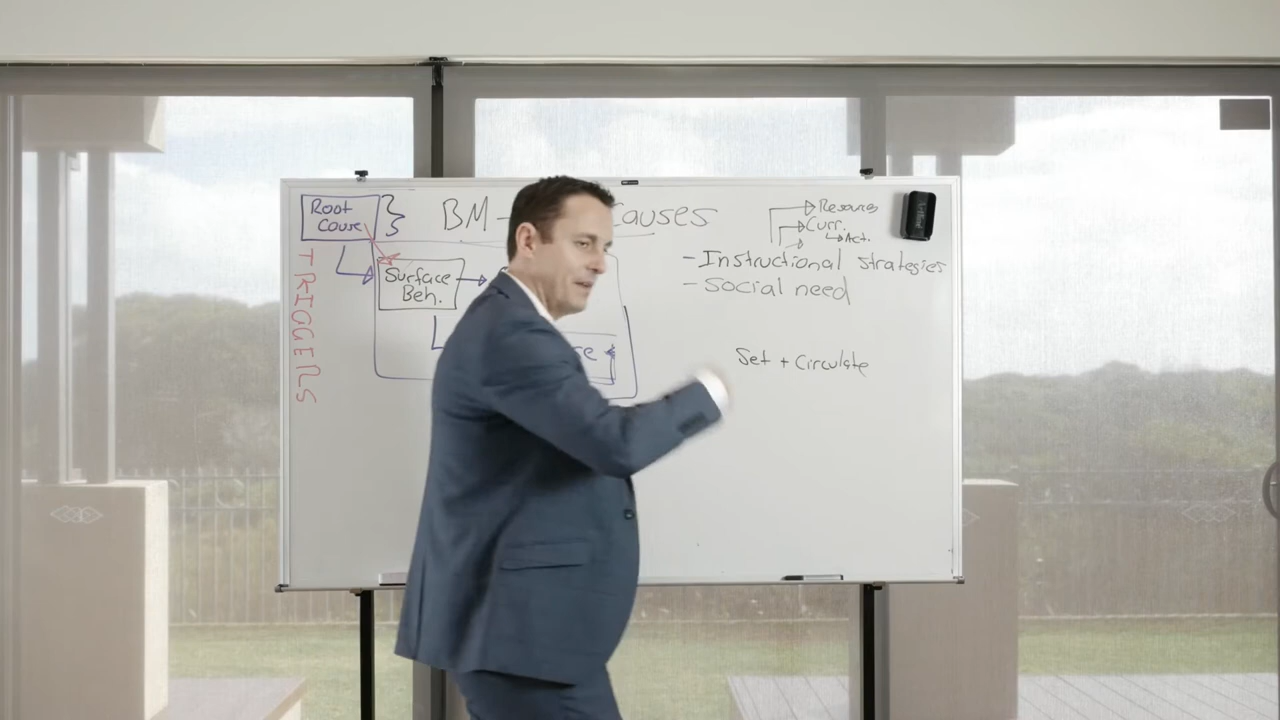 Root
Cause
BM - Causes
Resources
Curr.
Act.
- Instructional strategies
- Social need
Surface
Beh.
TRIGGERS
Set + Circulate